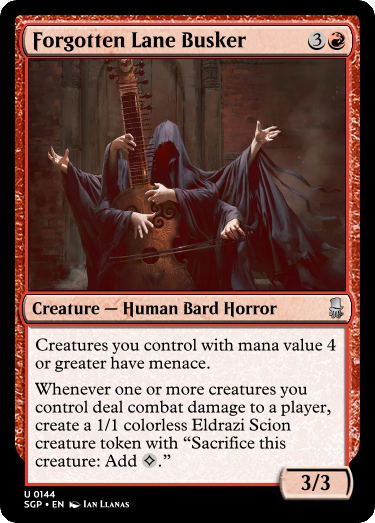 Forgotten Lane Busker 3
Creature — Human Bard Horror
Creatures you control with mana value 4
or greater have menace.
Whenever one or more creatures you
control deal combat damage to a player,
create a 1/1 colorless Eldrazi Scion
creature token with “Sacrifice this
creature: Add .”
3/3
U 0144
SGP • EN Ian Llanas